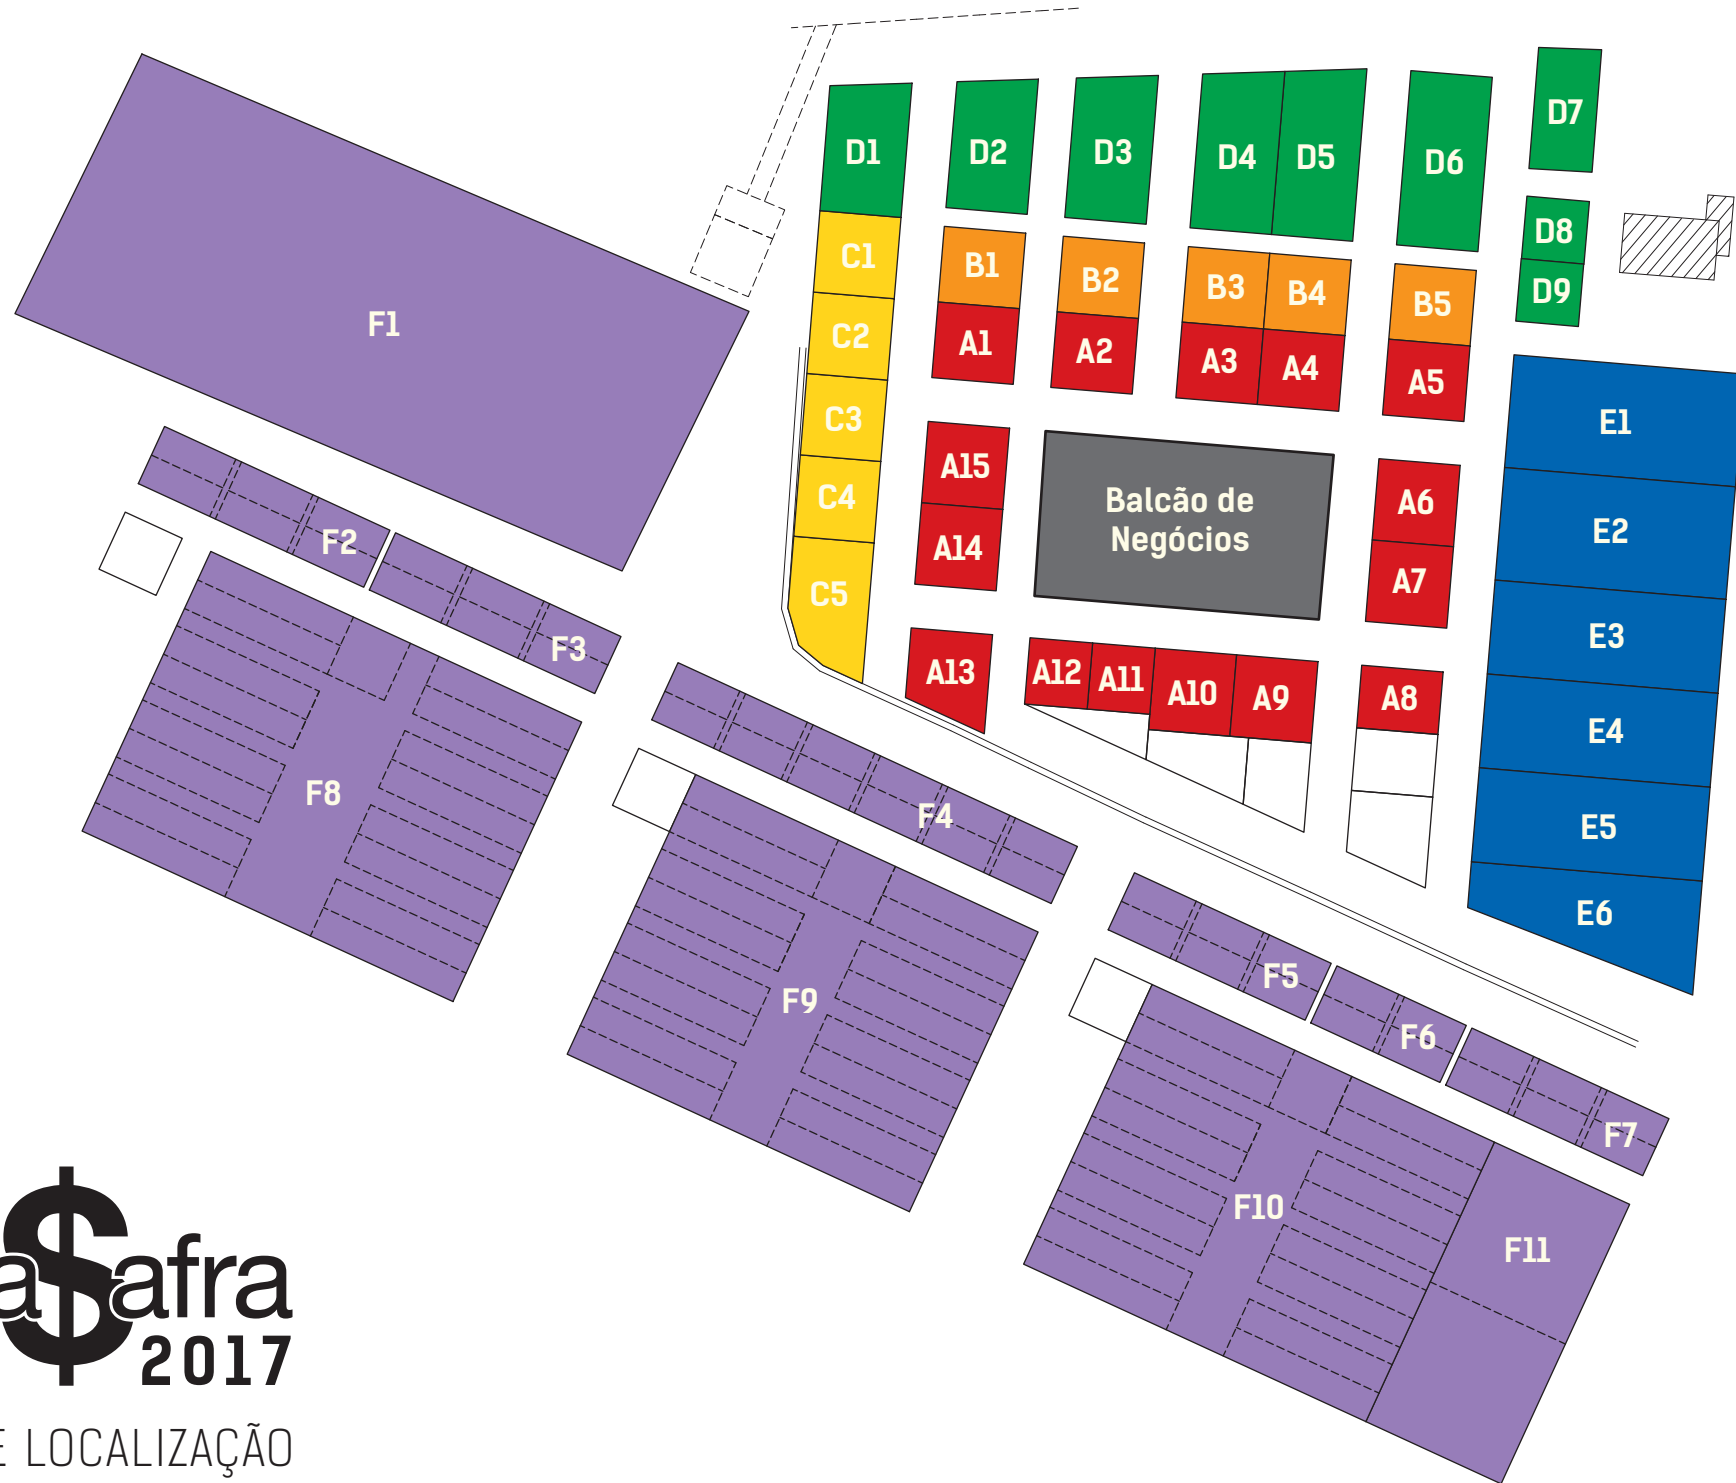 D7
D1
D2
D3
D4
D5
D6
D8
D9
C1
B1
B2
B3
B4
B5
F1
C2
A1
A2
A3
A4
A5
C3
E1
A15
Balcão de
Negócios
A6
C4
E2
F2
A14
A7
C5
F3
E3
A13
A12
A11
A10
A9
A8
E4
F8
F4
E5
E6
F5
F9
F6
F7
F10
F11
a$afra
2017
E LOCALIZAÇÃO